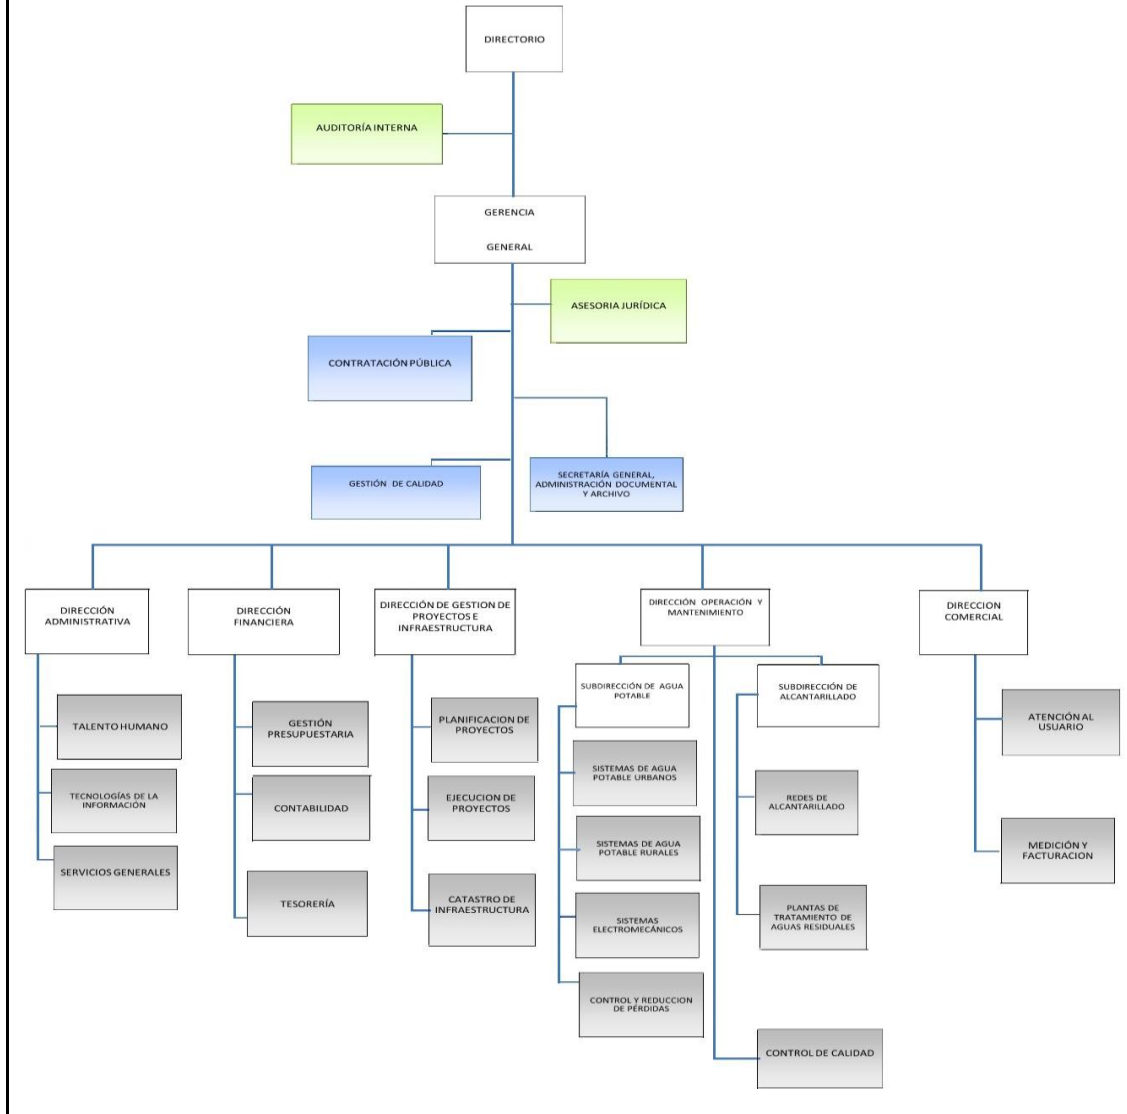 DIRECTORIO
AUDITORÍA INTERNA
GERENCIA
GENERAL
ASESORIA JURÍDICA
CONTRATACIÓN PÚBLICA
GESTIÓN DE CALIDAD
SECRETARÍA GENERAL,
ADMINISTRACIÓN DOCUMENTAL
Y ARCHIVO
DIRECCIÓN
ADMINISTRATIVA
TALENTO HUMANO
TECNOLOGÍAS DE LA
INFORMACIÓN
SERVICIOS GENERALES
DIRECCIÓN
FINANCIERA
GESTIÓN
PRESUPUESTARIA
CONTABILIDAD
TESORERÍA
DIRECCIÓN DE GESTION DE
PROYECTOS E
INFRAESTRUCTURA
PLANIFICACION DE
PROYECTOS
EJECUCION DE
PROYECTOS
CATASTRO DE
INFRAESTRUCTURA
DIRECCIÓN OPERACIÓN Y
MANTENIMIENTO
SUBDIRECCIÓN DE AGUA
POTABLE
SISTEMAS DE AGUA
POTABLE URBANOS
SISTEMAS DE AGUA
POTABLE RURALES
SISTEMAS
ELECTROMECÁNICOS
CONTROL Y REDUCCION
DE PÉRDIDAS
SUBDIRECCIÓN DE
ALCANTARILLADO
REDES DE
ALCANTARILLADO
PLANTAS DE
TRATAMIENTO DE
AGUAS RESIDUALES
CONTROL DE CALIDAD
DIRECCION
COMERCIAL
ATENCIÓN AL
USUARIO
MEDICIÓN Y
FACTURACION